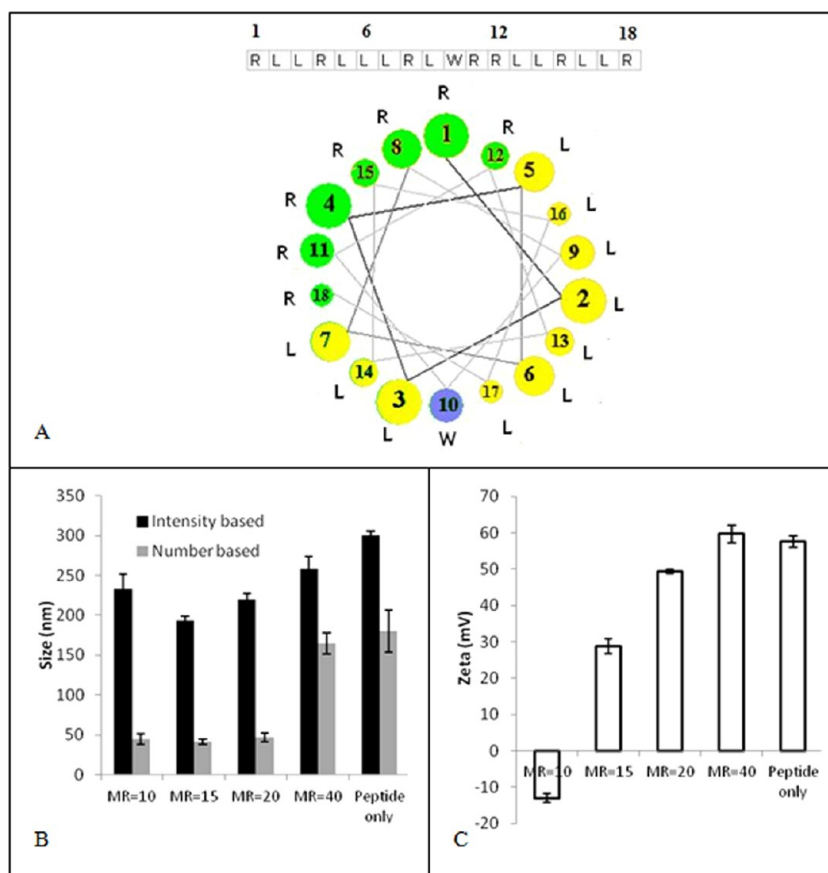 1 6 12 18
R L L R L L L R L W R R L L R L L R
R
R R
8 1 12 L
R 15 5
R 4 16 L
R 11 9 L
2 L
R 18
7 13 L
L 14 6 L
L 3 10 17
L W L
A
350
300
250
200
150
100
50
0
Size (nm)
Intensity based
Number based
MR=10 MR=15 MR=20 MR=40 Peptide only
B
70
60
50
40
30
20
10
0
-10
-20
Zeta (mV)
MR=10 MR=15 MR=20 MR=40 Peptide only
C